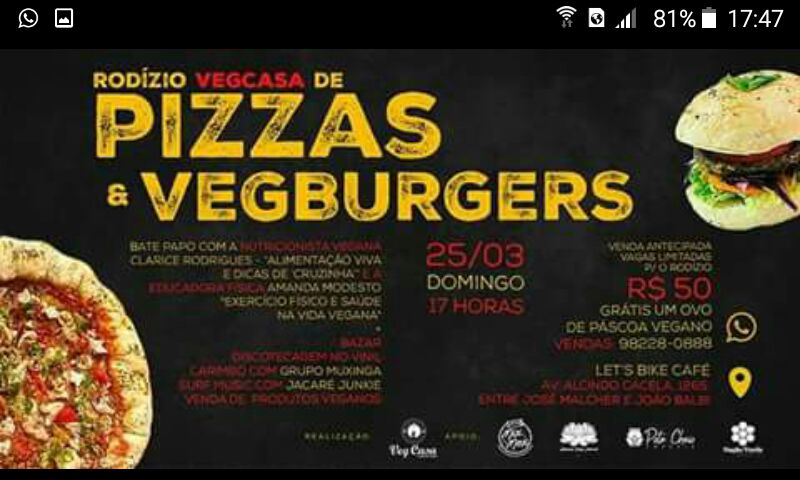 81% 17:47
RODÍZIO VEGCASA DE
PIZZAS
& VEGBURGERS
BATE PAPO COM A NUTRICIONISTA VEGANA
CLARICE RODRIGUES - "ALIMENTAÇÃO VIVA
E DICAS DE 'CRUZINHA'" E A
EDUCADORA FÍSICA AMANDA MODESTO
"EXERCÍCIO FÍSICO E SAÚDE
NA VIDA VEGANA"
+
BAZAR
DISCOTECAGEM NO VINIL
CARIMBÓ COM GRUPO MUXINGA
SURF MUSIC COM JACARÉ JUNKIE
VENDA DE PRODUTOS VEGANOS
25/03
DOMINGO
17 HORAS
VENDA ANTECIPADA
VAGAS LIMITADAS
P/ O RODÍZIO
R$ 50
GRÁTIS UM OVO
DE PÁSCOA VEGANO
VENDAS: 98228-0888
LET'S BIKE CAFÉ
AV. ALCINDO CACELA, 1265.
ENTRE JOSÉ MALCHER E JOÃO BALBI
REALIZAÇÃO:
Veg Casa
APOIO: